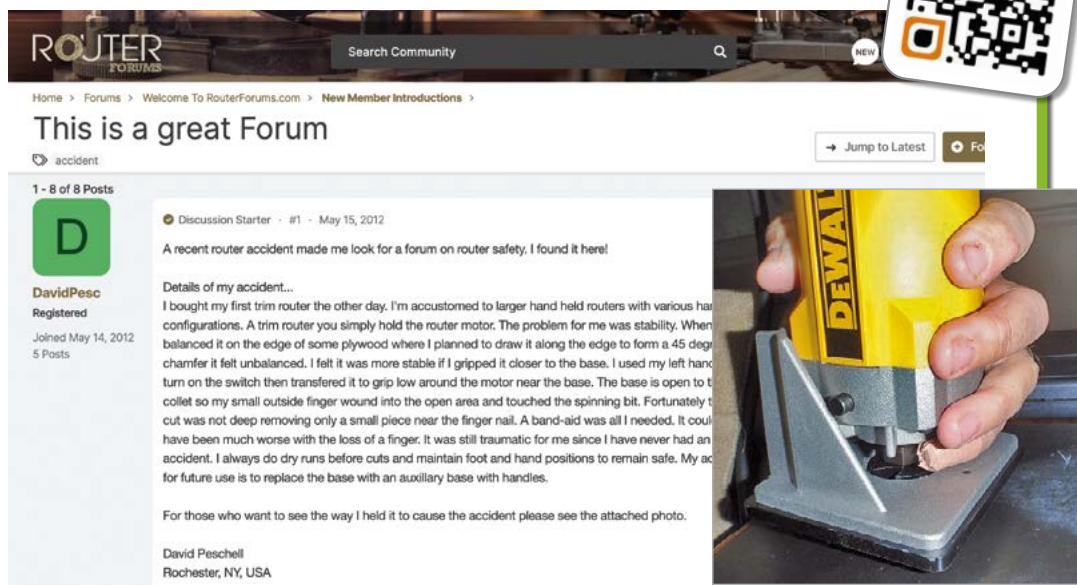 ROUTER
FORUMS
Search Community
NEW
Home > Forums > Welcome To RouterForums.com > New Member Introductions >
This is a great Forum
accident
Jump to Latest
1 - 8 of 8 Posts
D
DavidPesc
Registered
Joined May 14, 2012
5 Posts
Discussion Starter · #1 · May 15, 2012
A recent router accident made me look for a forum on router safety. I found it here!
Details of my accident...
I bought my first trim router the other day. I'm accustomed to larger hand held routers with various
configurations. A trim router you simply hold the router motor. The problem for me was stability. When
balanced it on the edge of some plywood where I planned to draw it along the edge to form a 45
chamfer it felt unbalanced. I felt it was more stable if I gripped it closer to the base. I used my left
turn on the switch then transfered it to grip low around the motor near the base. The base is open to
collet so my small outside finger wound into the open area and touched the spinning bit. Fortunately
cut was not deep removing only a small piece near the finger nail. A band-aid was all I needed. It
have been much worse with the loss of a finger. It was still traumatic for me since I have never had an
accident. I always do dry runs before cuts and maintain foot and hand positions to remain safe. My
for future use is to replace the base with an auxillary base with handles.
For those who want to see the way I held it to cause the accident please see the attached photo.
David Peschell
Rochester, NY, USA
DEWALT